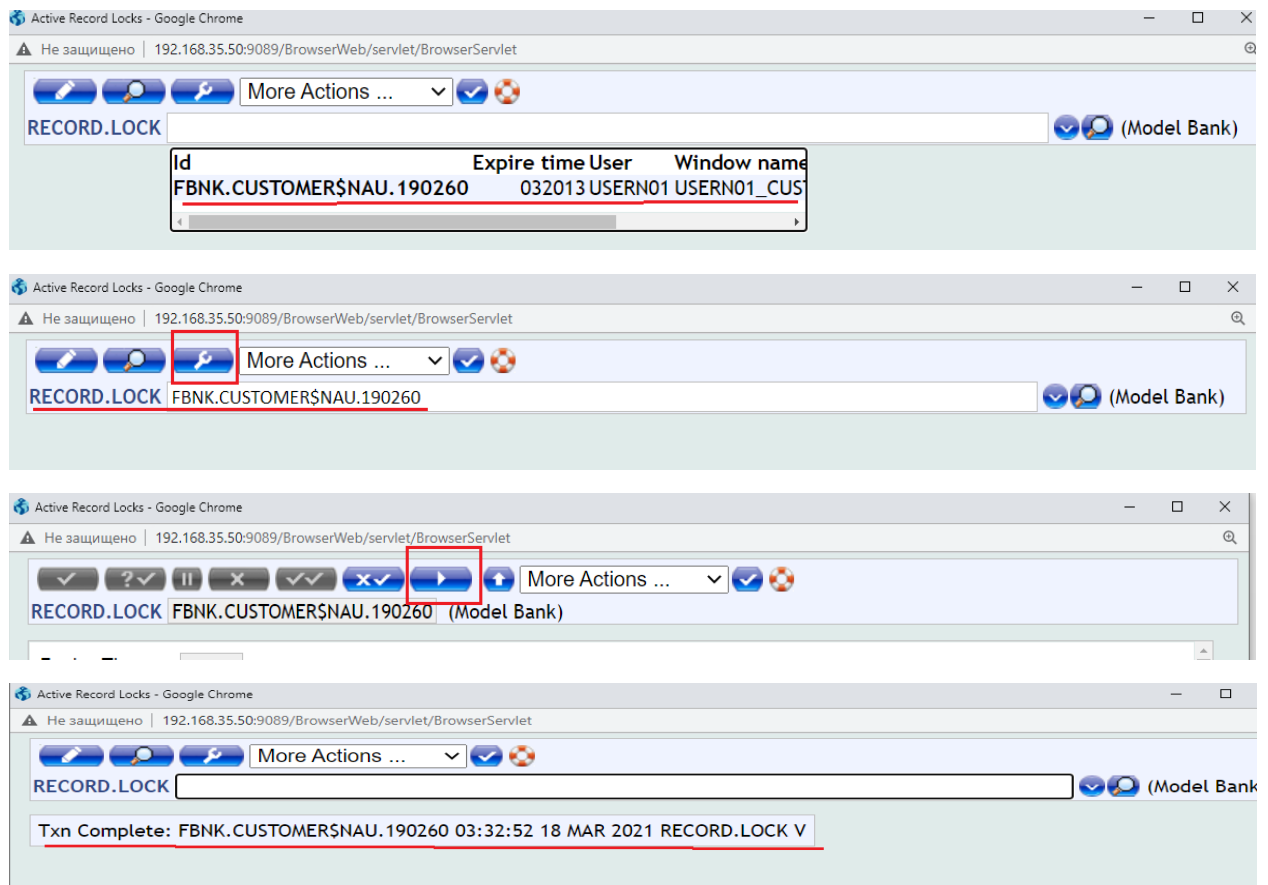 Active Record Locks - Google Chrome
Не защищено | 192.168.35.50:9089/BrowserWeb/servlet/BrowserServlet
More Actions ...
RECORD.LOCK (Model Bank)
Id Expire time User Window name
FBNK.CUSTOMER$NAU.190260 032013 USERN01 USERN01_CUST
Active Record Locks - Google Chrome
Не защищено | 192.168.35.50:9089/BrowserWeb/servlet/BrowserServlet
More Actions ...
RECORD.LOCK FBNK.CUSTOMER$NAU.190260 (Model Bank)
Active Record Locks - Google Chrome
Не защищено | 192.168.35.50:9089/BrowserWeb/servlet/BrowserServlet
More Actions ...
RECORD.LOCK FBNK.CUSTOMER$NAU.190260 (Model Bank)
Active Record Locks - Google Chrome
Не защищено | 192.168.35.50:9089/BrowserWeb/servlet/BrowserServlet
More Actions ...
RECORD.LOCK (Model Bank
Txn Complete: FBNK.CUSTOMER$NAU.190260 03:32:52 18 MAR 2021 RECORD.LOCK V